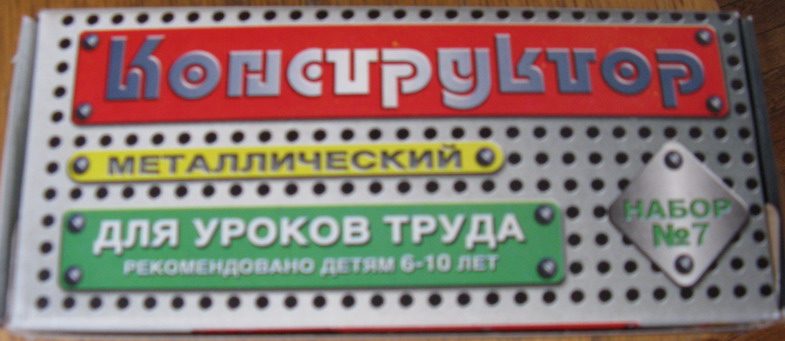 Конструктор
МЕТАЛЛИЧЕСКИЙ
ДЛЯ УРОКОВ ТРУДА
РЕКОМЕНДОВАНО ДЕТЯМ 6-10 ЛЕТ
НАБОР
№7